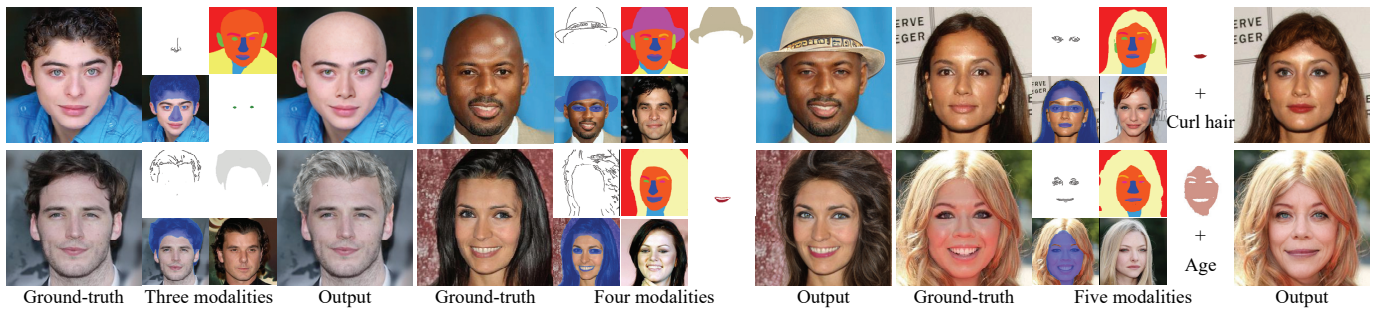 ERVE
EGER
+
Curl hair
ERVE
EGER
+
Age
Ground-truth
Three modalities
Output
Ground-truth
Four modalities
Output
Ground-truth
Five modalities
Output